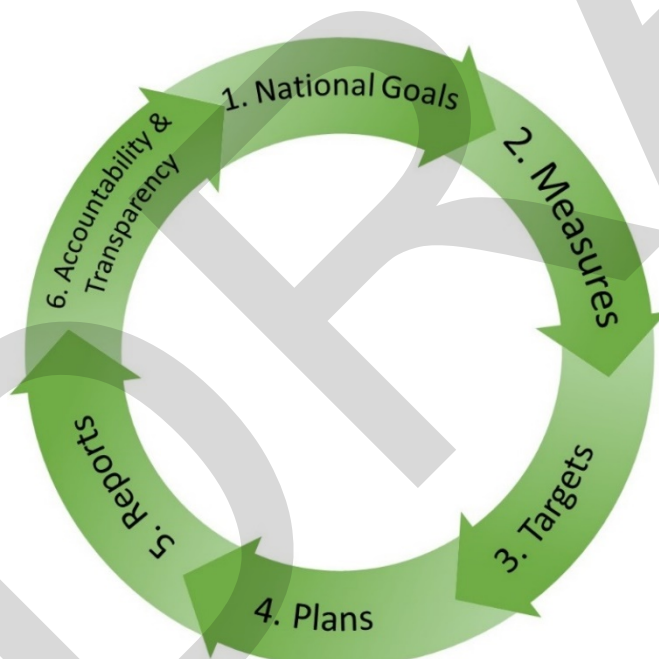 1. National Goals
2. Measures
3. Targets
4. Plans
5. Reports
6. Accountability &
Transparency